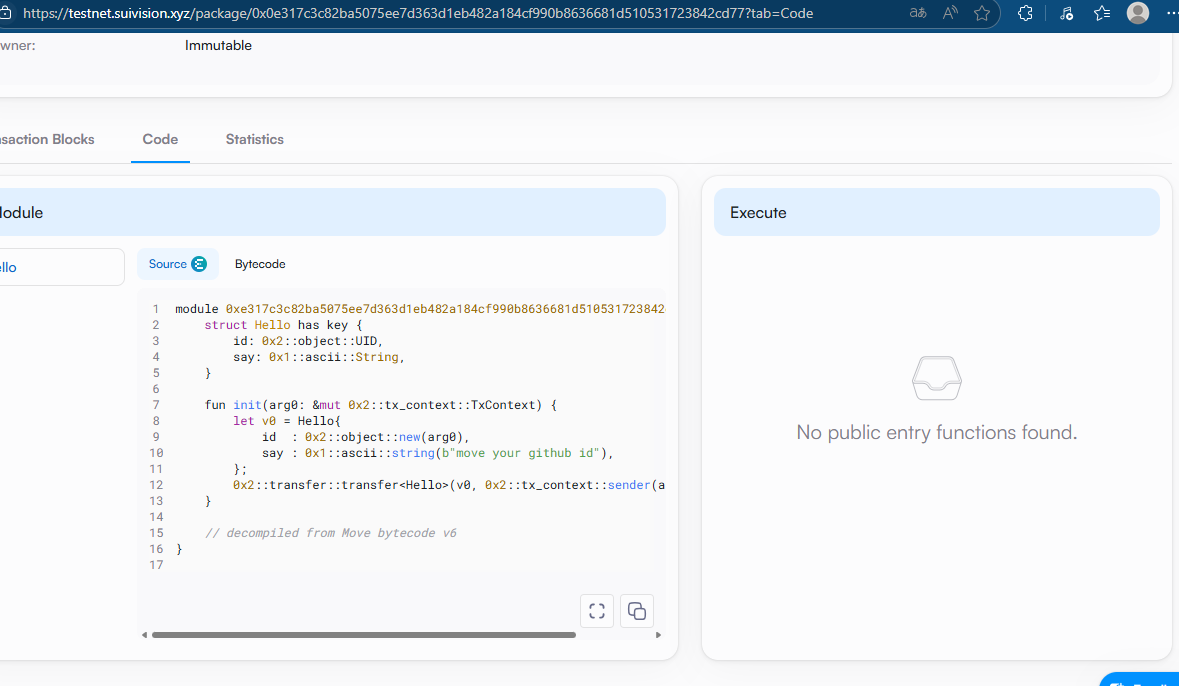 https://testnet.suivision.xyz/package/0x0e317c3c82ba5075ee7d363d1eb482a184cf990b8636681d510531723842cd77?tab=Code
wner:
Immutable
nsaction Blocks
Code
Statistics
Module
Execute
ello
Source
Bytecode
1 module 0xe317c3c82ba5075ee7d363d1eb482a184cf990b8636681d510531723842
2 struct Hello has key {
3 id: 0x2::object::UID,
4 say: 0x1::ascii::String,
5 }
6
7 fun init(arg0: &mut 0x2::tx_context::TxContext) {
8 let v0 = Hello{
9 id  : 0x2::object::new(arg0),
10 say : 0x1::ascii::string(b"move your github id"),
11 };
12 0x2::transfer::transfer<Hello>(v0, 0x2::tx_context::sender(a
13 }
14
15 // decompiled from Move bytecode v6
16 }
17
No public entry functions found.